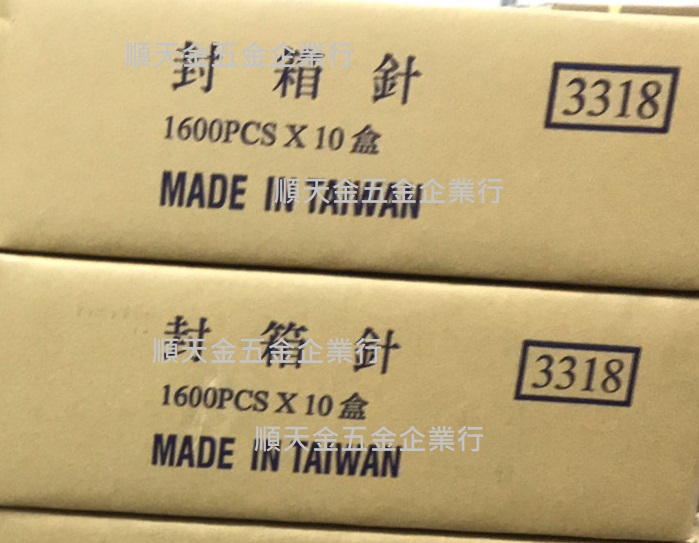 順天金五金企業行
封箱針
3318
1600PCS X 10盒
MADE IN TAIWAN
順天金五金企業行
封箱針
順天金五金企業行
3318
1600PCS X 10盒
MADE IN TAIWAN
順天金五金企業行